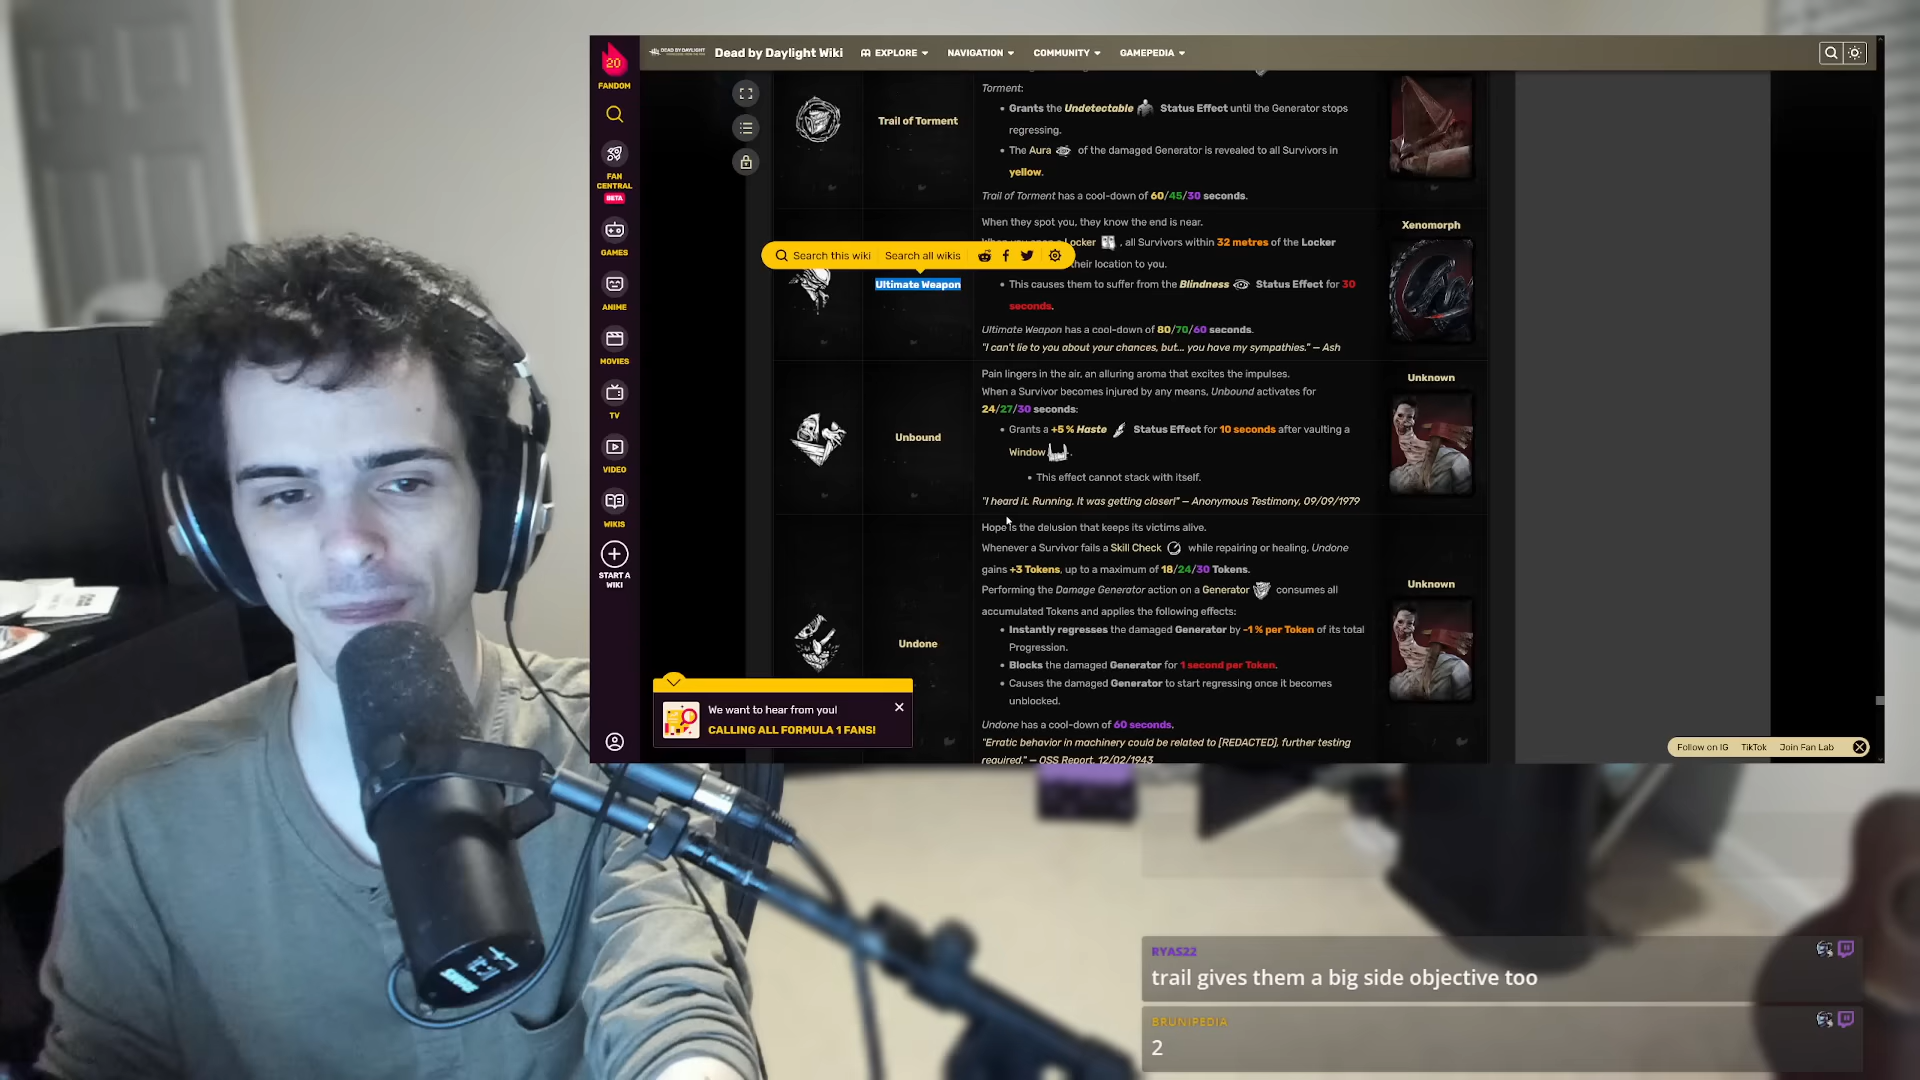 20
FANDOM
FAN
CENTRAL
BETA
GAMES
ANIME
MOVIES
TV
VIDEO
WIKIS
START A
WIKI
DEAD BY DAYLIGHT
Dead by Daylight Wiki
EXPLORE
NAVIGATION
COMMUNITY
GAMEPEDIA
Trail of Torment
Torment:
Grants the Undetectable Status Effect until the Generator stops
regressing.
The Aura of the damaged Generator is revealed to all Survivors in
yellow.
Trail of Torment has a cool-down of 60/45/30 seconds.
Search this wiki
Search all wikis
Ultimate Weapon
When they spot you, they know the end is near.
Locker , all Survivors within 32 metres of the Locker
their location to you.
This causes them to suffer from the Blindness Status Effect for 30
seconds.
Ultimate Weapon has a cool-down of 80/70/60 seconds.
"I can't lie to you about your chances, but... you have my sympathies." — Ash
Xenomorph
Unbound
Pain lingers in the air, an alluring aroma that excites the impulses.
When a Survivor becomes injured by any means, Unbound activates for
24/27/30 seconds:
Grants a +5 % Haste Status Effect for 10 seconds after vaulting a
Window .
This effect cannot stack with itself.
"I heard it. Running. It was getting closer!" — Anonymous Testimony, 09/09/1979
Unknown
Undone
Hope is the delusion that keeps its victims alive.
Whenever a Survivor fails a Skill Check while repairing or healing, Undone
gains +3 Tokens, up to a maximum of 18/24/30 Tokens.
Performing the Damage Generator action on a Generator consumes all
accumulated Tokens and applies the following effects:
Instantly regresses the damaged Generator by -1 % per Token of its total
Progression.
Blocks the damaged Generator for 1 second per Token.
Causes the damaged Generator to start regressing once it becomes
unblocked.
Undone has a cool-down of 60 seconds.
"Erratic behavior in machinery could be related to [REDACTED], further testing
required." — OSS Report, 12/02/1943
Unknown
We want to hear from you!
CALLING ALL FORMULA 1 FANS!
Follow on IG
TikTok
Join Fan Lab
RYAS22
trail gives them a big side objective too
BRUNIPEDIA
2